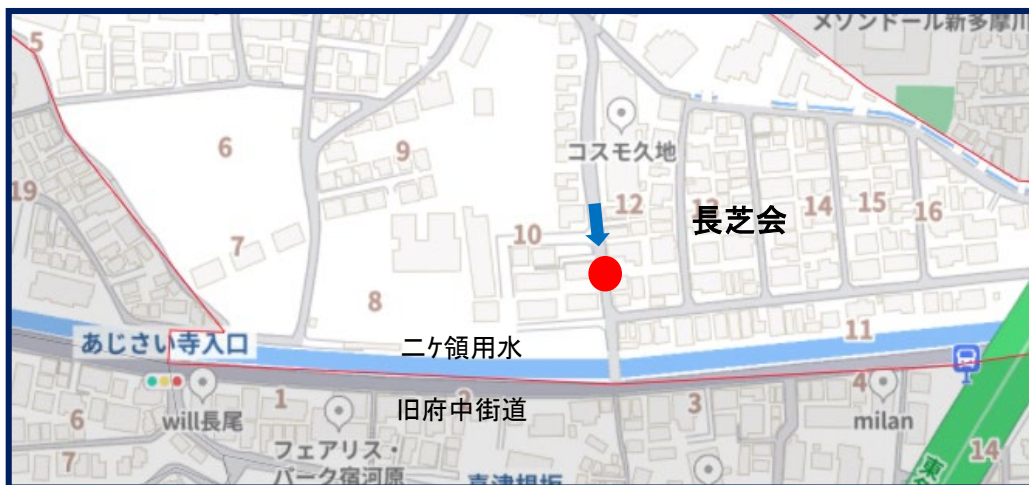 メゾンドール新多摩川
5
6
9
コスモ久地
12
13
14
15
16
長芝会
19
7
10
8
11
あじさい寺入口
二ケ領用水
旧府中街道
1
2
3
4
6
will長尾
milan
フェアリス・
パーク宿河原
7
14